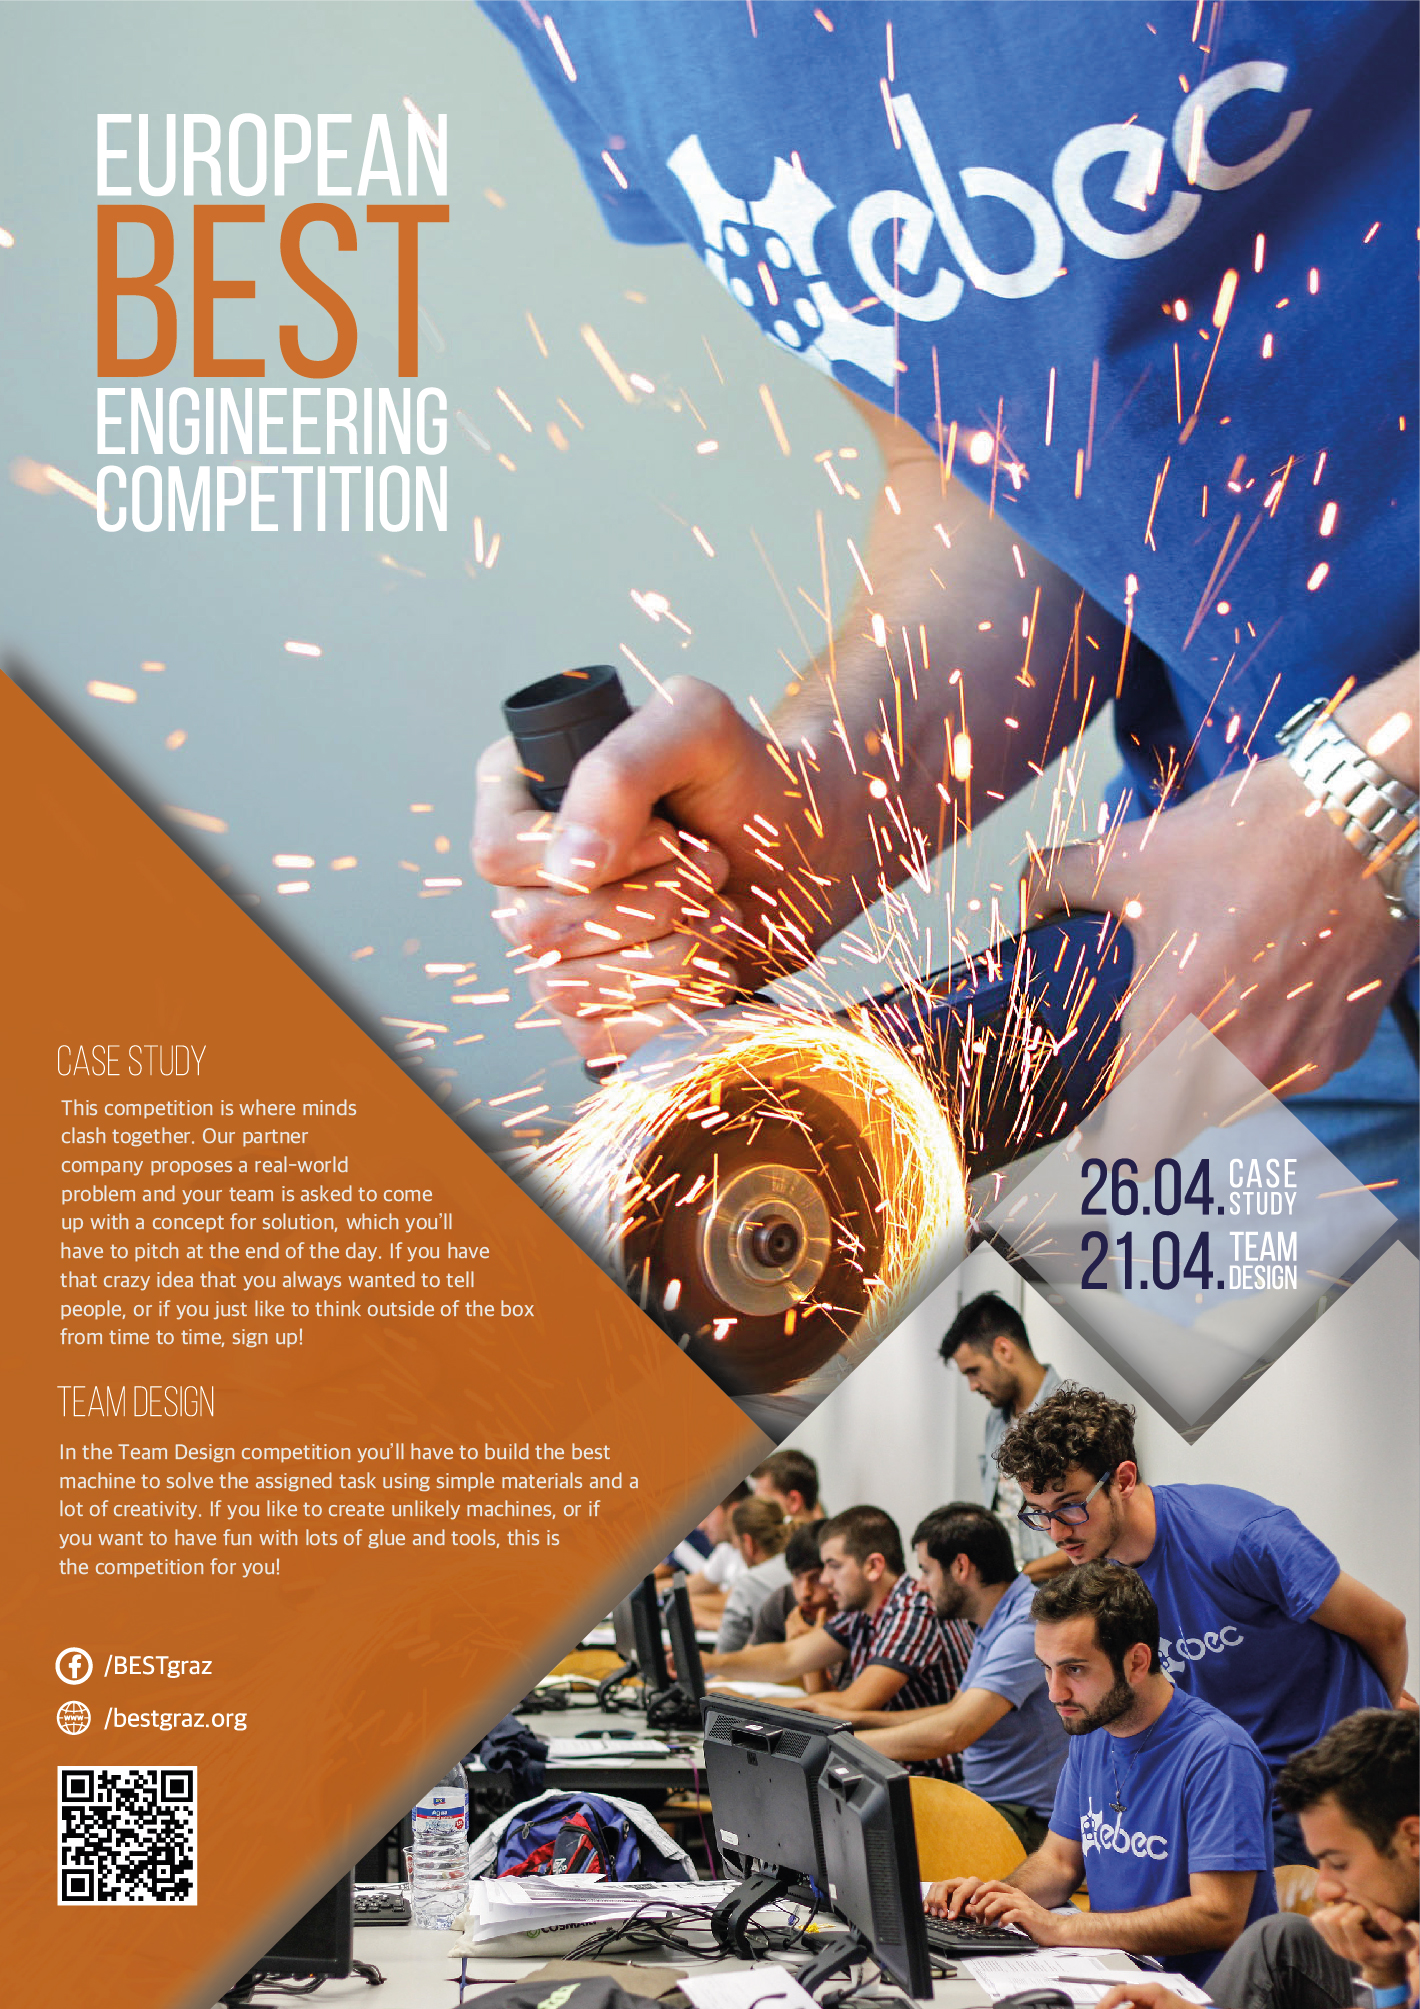 EUROPEAN
BEST
ENGINEERING
COMPETITION
ebec
CASE STUDY
This competition is where minds
clash together. Our partner
company proposes a real-world
problem and your team is asked to come
up with a concept for solution, which you'll
have to pitch at the end of the day. If you have
that crazy idea that you always wanted to tell
people, or if you just like to think outside of the box
from time to time, sign up!
26.04. CASE STUDY
21.04. TEAM DESIGN
TEAM DESIGN
In the Team Design competition you'll have to build the best
machine to solve the assigned task using simple materials and a
lot of creativity. If you like to create unlikely machines, or if
you want to have fun with lots of glue and tools, this is
the competition for you!
/BESTgraz
www
/bestgraz.org
ebec
ebec